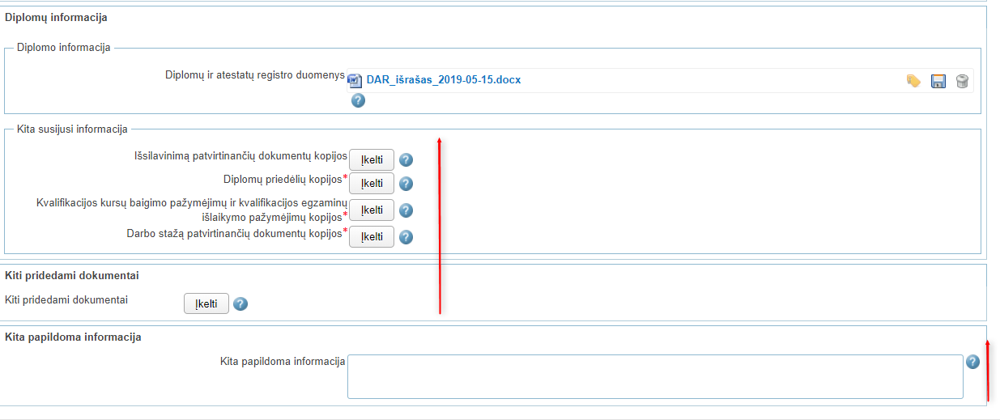 Diplomų informacija
Diplomo informacija
Diplomų ir atestatų registro duomenys DAR_išrašas_2019-05-15.docx
?
Kita susijusi informacija
Išsilavinimą patvirtinančių dokumentų kopijos Įkelti ?
Diplomų priedėlių kopijos* Įkelti ?
Kvalifikacijos kursų baigimo pažymėjimų ir kvalifikacijos egzaminų
išlaikymo pažymėjimų kopijos* Įkelti ?
Darbo stažą patvirtinančių dokumentų kopijos* Įkelti ?
Kiti pridedami dokumentai
Kiti pridedami dokumentai Įkelti ?
Kita papildoma informacija
Kita papildoma informacija ?